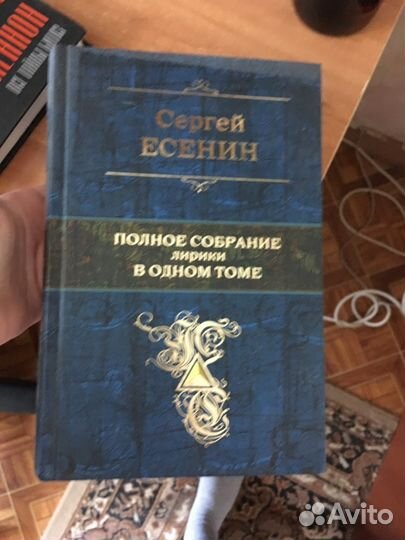 Сергей
ЕСЕНИН
ПОЛНОЕ СОБРАНИЕ
лирики
В ОДНОМ ТОМЕ
Avito